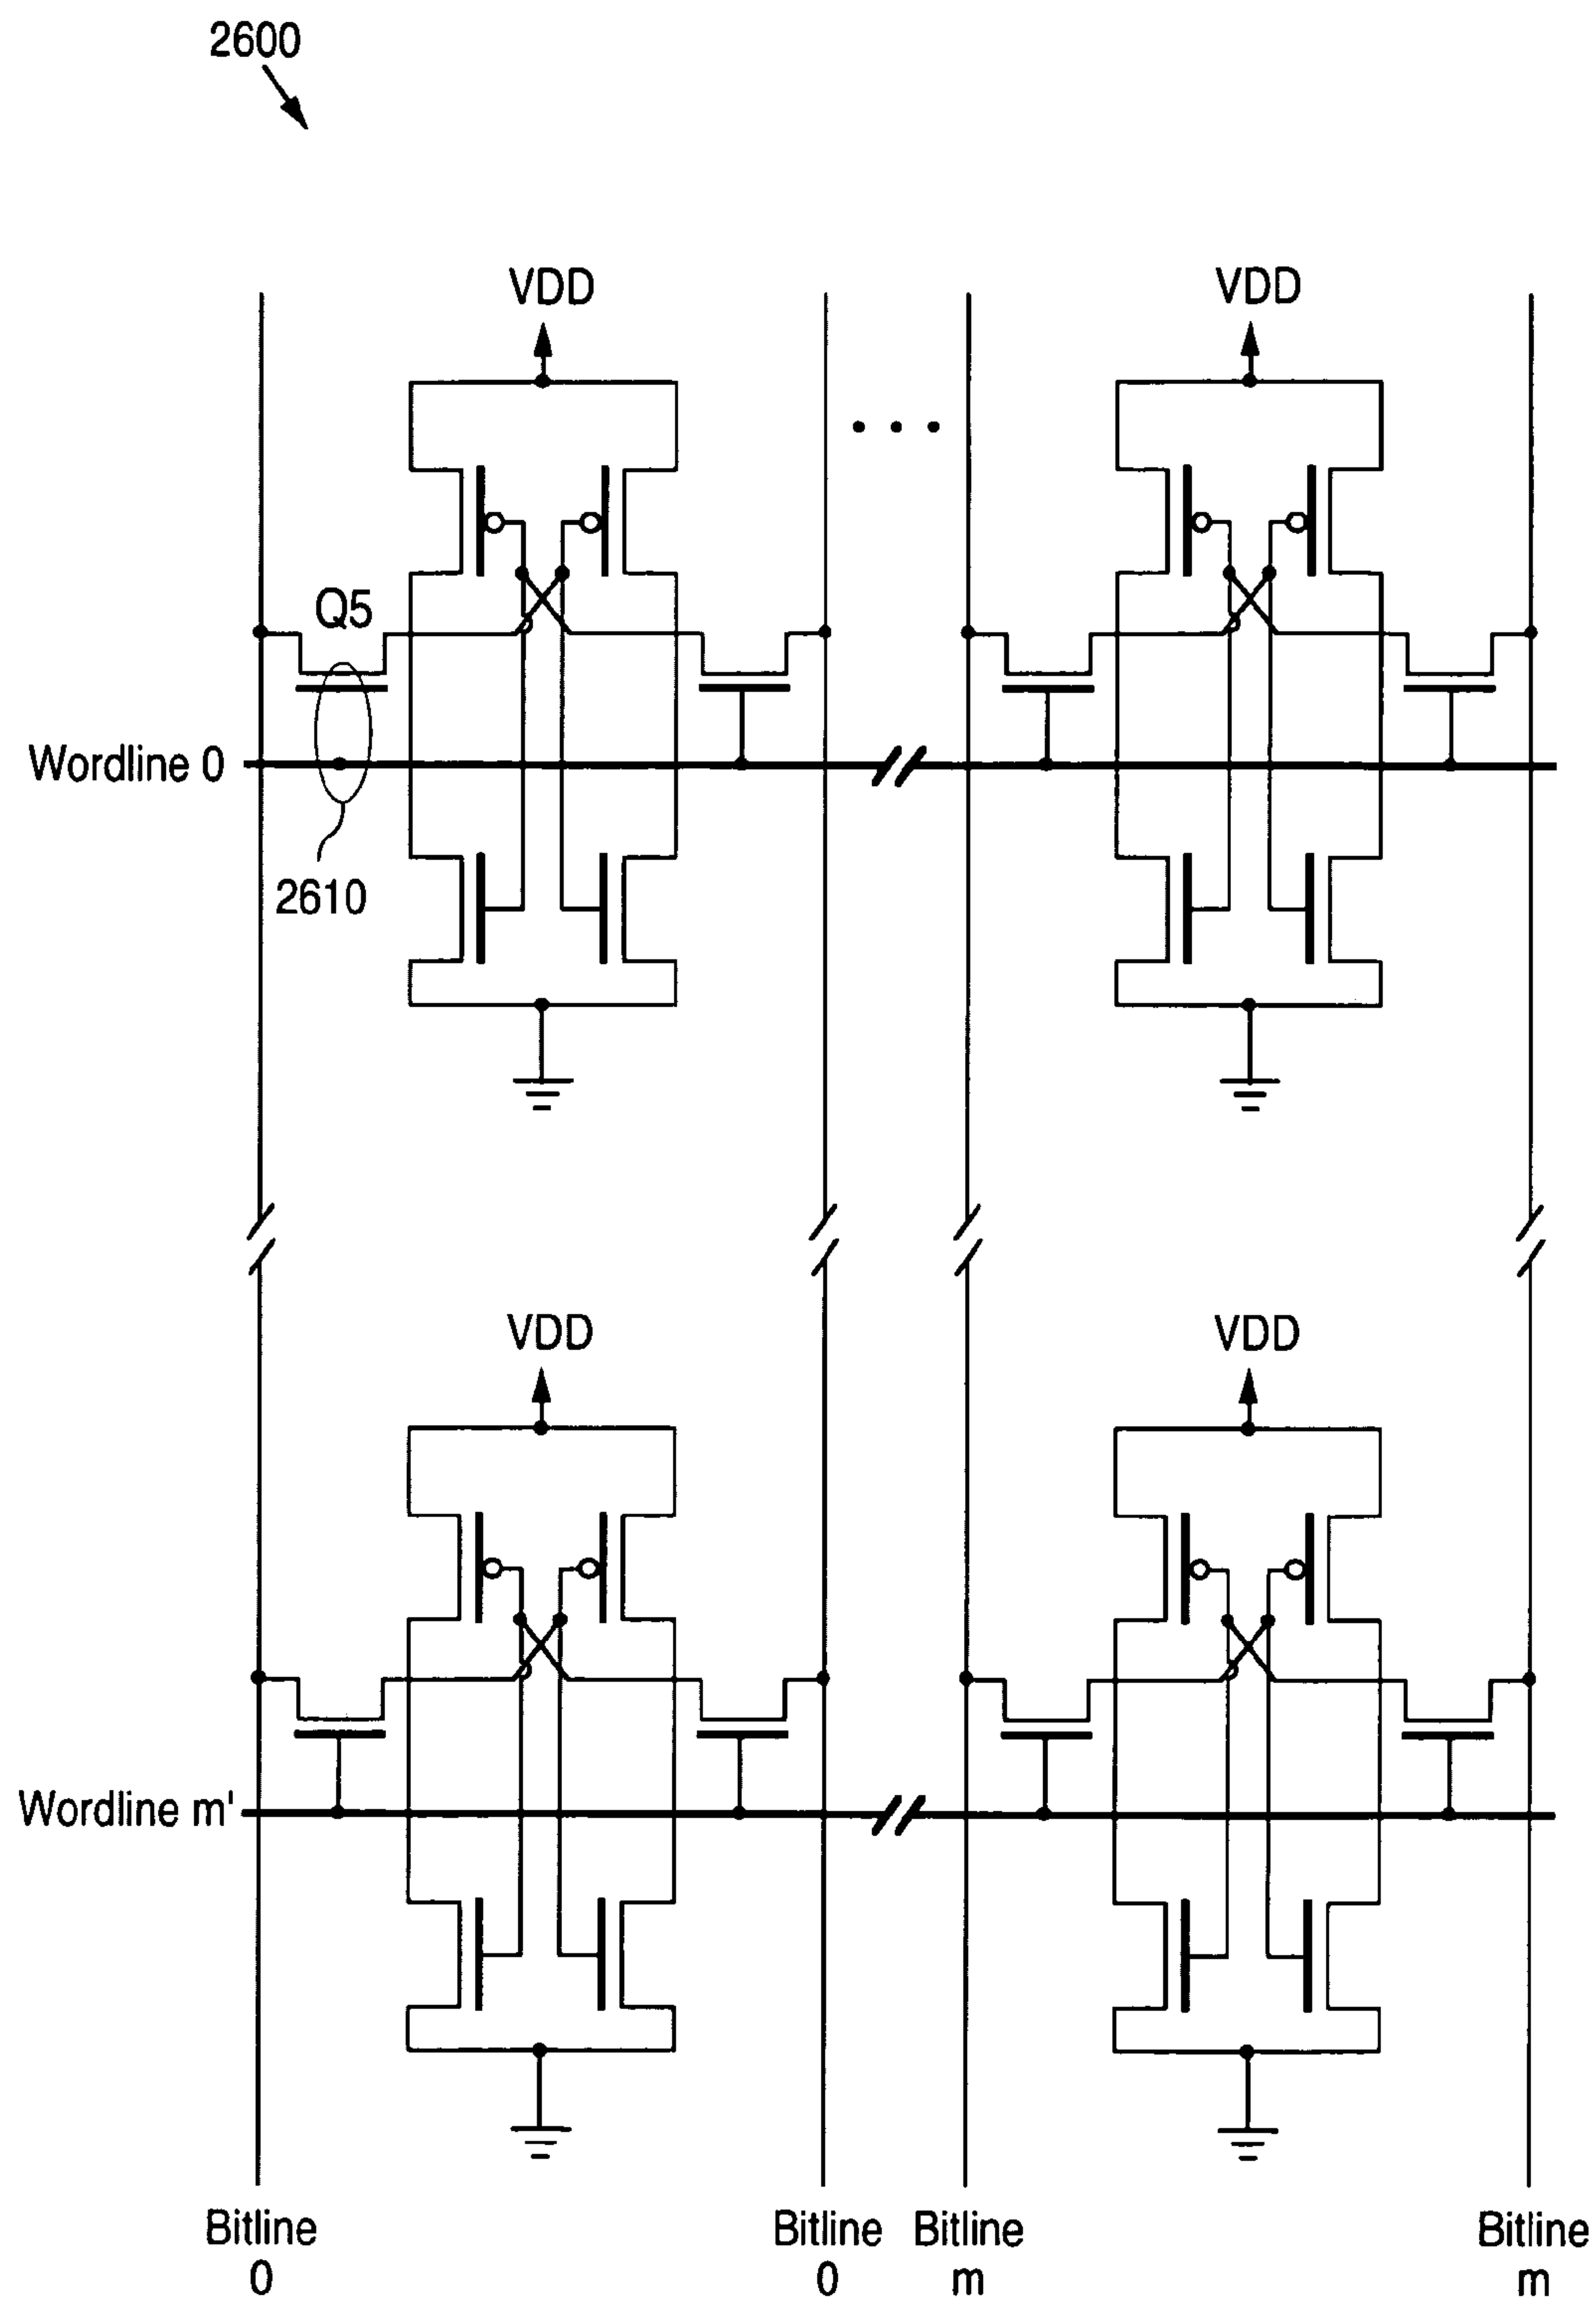 2600
VDD VDD
Q5
Wordline 0
2610
VDD VDD
Wordline m'
Bitline Bitline Bitline Bitline
0 0 m m